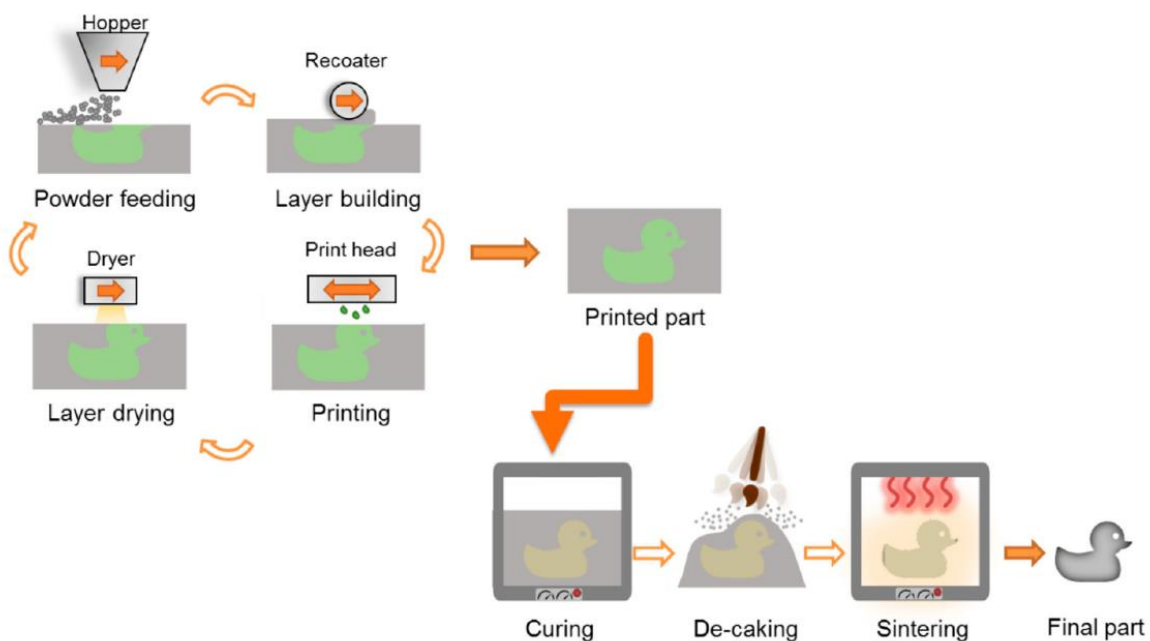 Hopper
Recoater
Powder feeding
Layer building
Dryer
Print head
Layer drying
Printing
Printed part
Curing
De-caking
Sintering
Final part